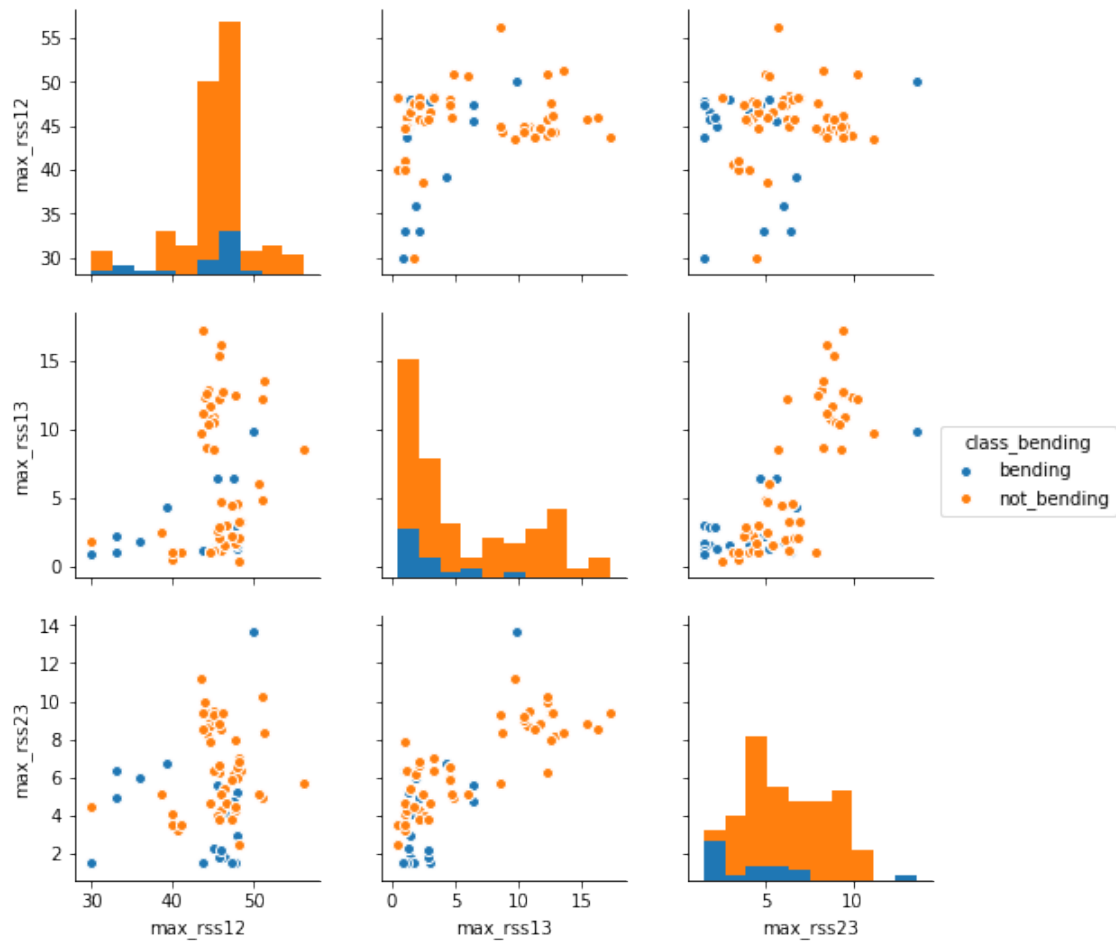 55
50
45
40
35
30
max_rss12
15
10
5
0
max_rss13
class_bending
bending
not_bending
14
12
10
8
6
4
2
max_rss23
30 40 50 0 5 10 15 5 10
max_rss12 max_rss13 max_rss23